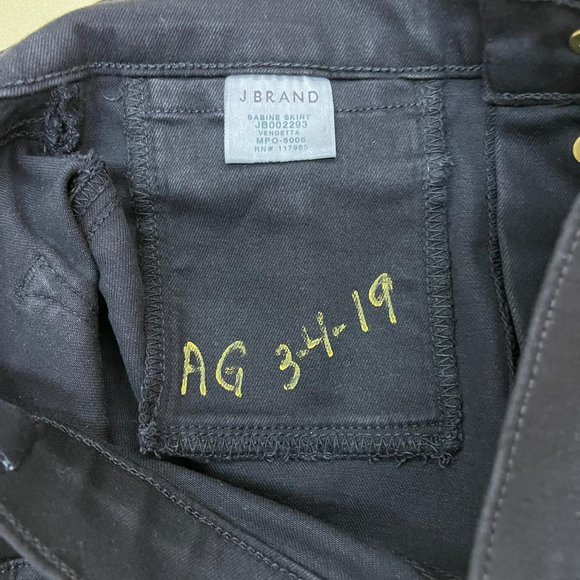 J BRAND
SABINE SKIRT
JB002293
VENDETTA
MPO-5005
RN# 117905
AG 3-4-19